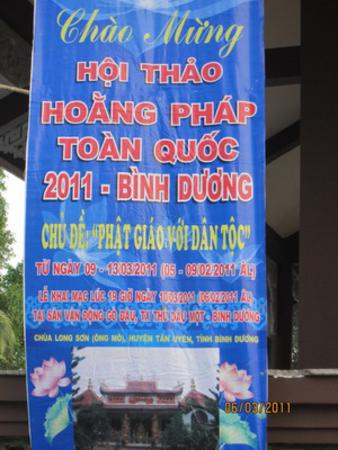 Chào Mừng
HỘI THẢO
HOẰNG PHÁP
TOÀN QUỐC
2011 - BÌNH DƯƠNG
CHỦ ĐỀ: "PHẬT GIÁO VỚI DÂN TỘC"
TỪ NGÀY 09 - 13/03/2011 (05 - 09/02/2011 ÂL)
LỄ KHAI MẠC LÚC 18 GIỜ NGÀY 10/03/2011 (06/02/2011 ÂL)
TẠI SÂN VẬN ĐỘNG GÒ ĐẬU, TX THỦ DẦU MỘT - BÌNH DƯƠNG
CHÙA LONG SƠN (ÔNG MÕ), HUYỆN TÂN UYÊN, TỈNH BÌNH DƯƠNG
06/03/2011